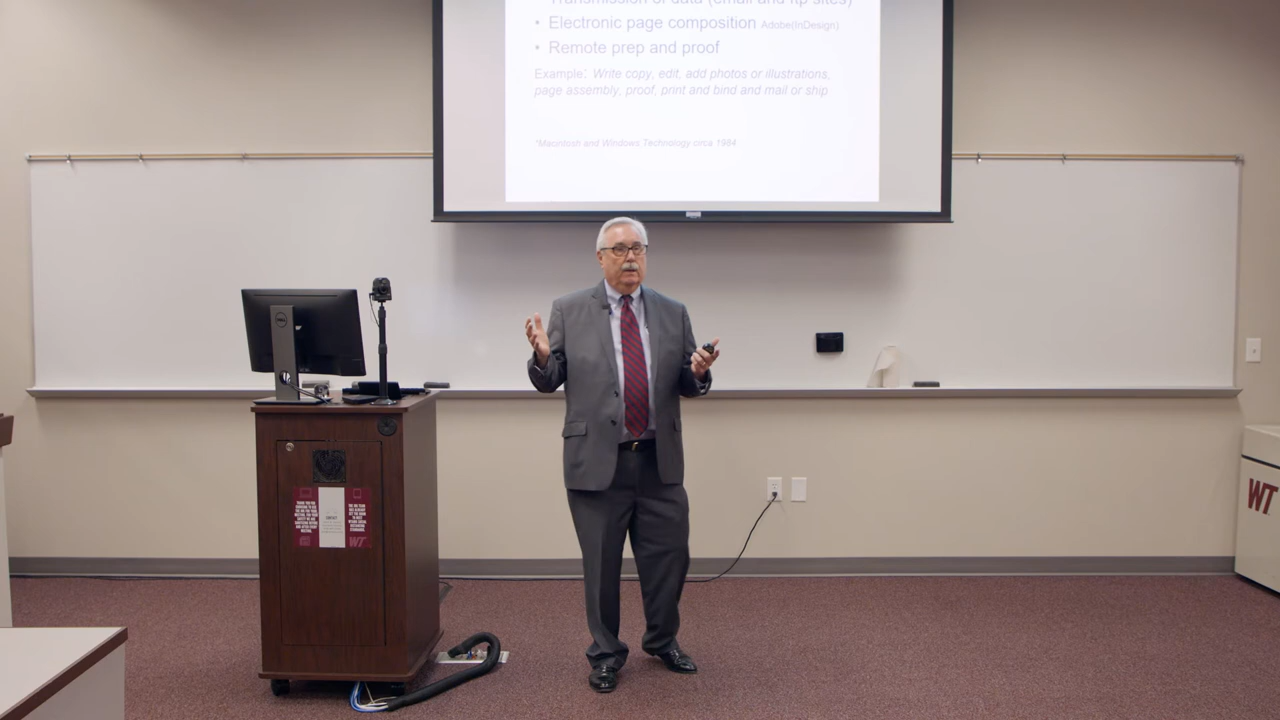 Transmission of data (email and ftp sites)
• Electronic page composition Adobe(InDesign)
• Remote prep and proof
Example: Write copy, edit, add photos or illustrations,
page assembly, proof, print and bind and mail or ship
*Macintosh and Windows Technology circa 1984
DELL
WT
WT